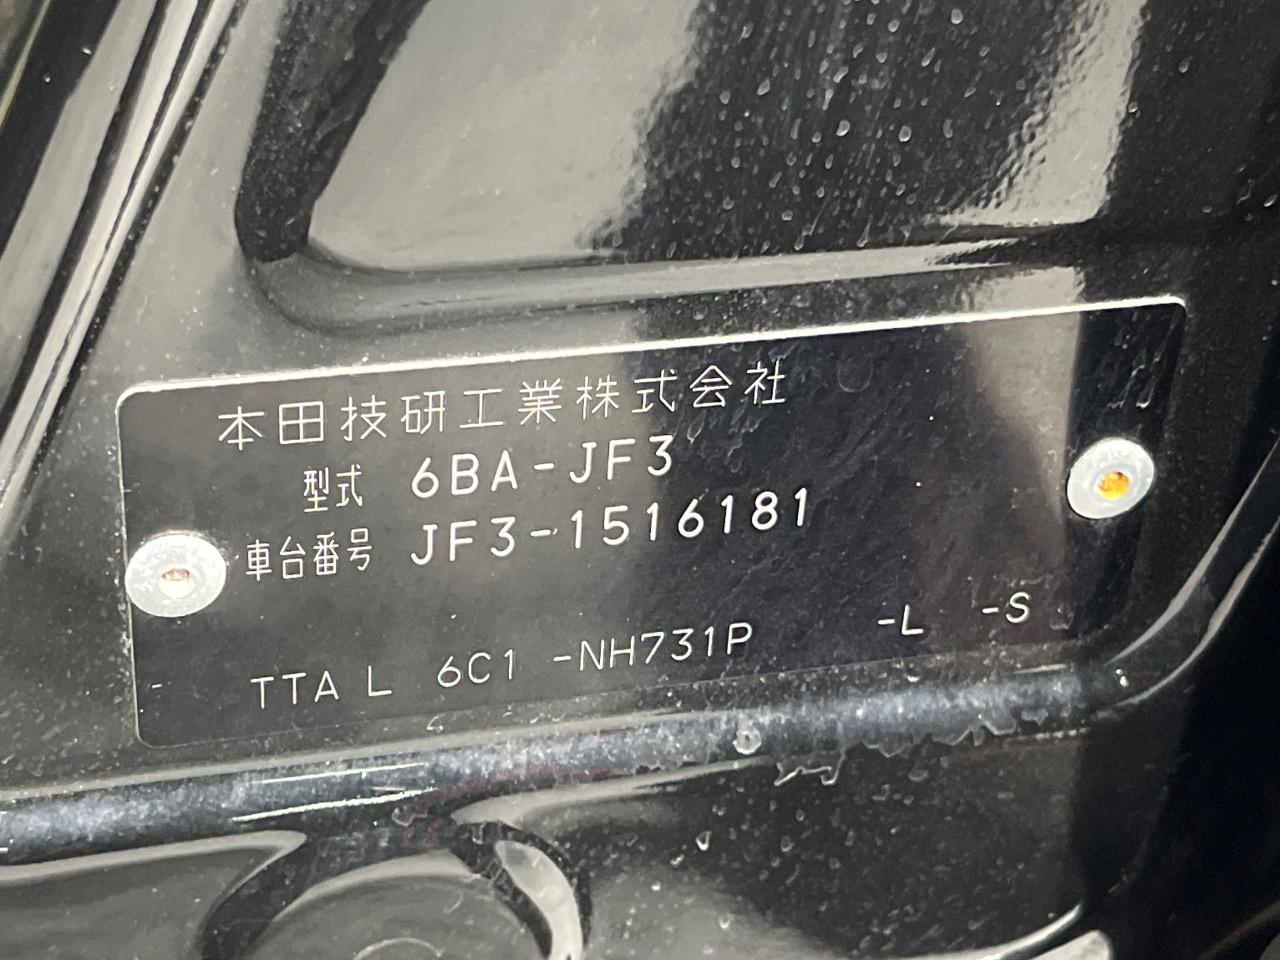 本田技研工業株式会社
型式 6BA-JF3
車台番号 JF3-1516181
TTA L 6C1 -NH731P -L -S